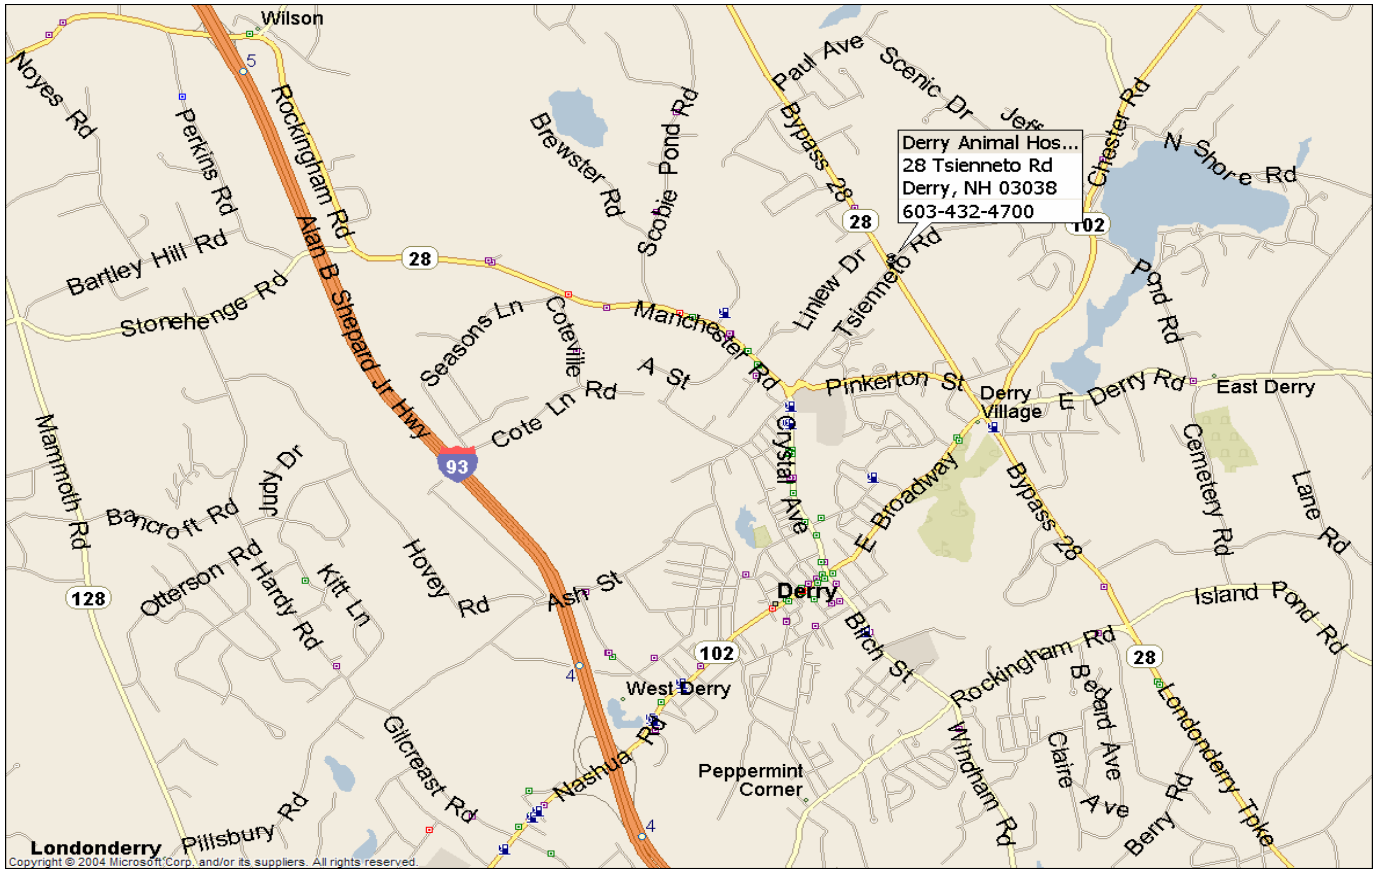 Wilson
5
Noyes Rd
Perkins Rd
Rockingham Rd
Brewster Rd
Scobie Pond Rd
Paul Ave
Scenic Dr
Jeff
Bypass 28
Chester Rd
N Shore Rd
Derry Animal Hos...
28 Tsienneto Rd
Derry, NH 03038
603-432-4700
28
102
Bartley Hill Rd
Stonehenge Rd
Alan B Shepard Jr Hwy
28
Seasons Ln
Coteville Rd
Manchester Rd
Linlew Dr
Tsienneto Rd
Pond Rd
A St
Cote Ln
Pinkerton St
Derry
Village
E Derry Rd
East Derry
Mammoth Rd
93
Crystal Ave
E Broadway
Cemetery Rd
Lane Rd
Judy Dr
Bancroft Rd
Otterson Rd
Hardy Rd
Kitt Ln
Hovey Rd
Ash St
Bypass 28
128
Derry
Birch St
Island Pond Rd
Rockingham Rd
102
28
4
West Derry
Bedard Ave
Claire Ave
Windham Rd
Londonderry Tpke
Berry Rd
Gilcreast Rd
Nashua Rd
Peppermint
Corner
Pillsbury Rd
4
Londonderry
Copyright © 2004 Microsoft Corp. and/or its suppliers. All rights reserved.